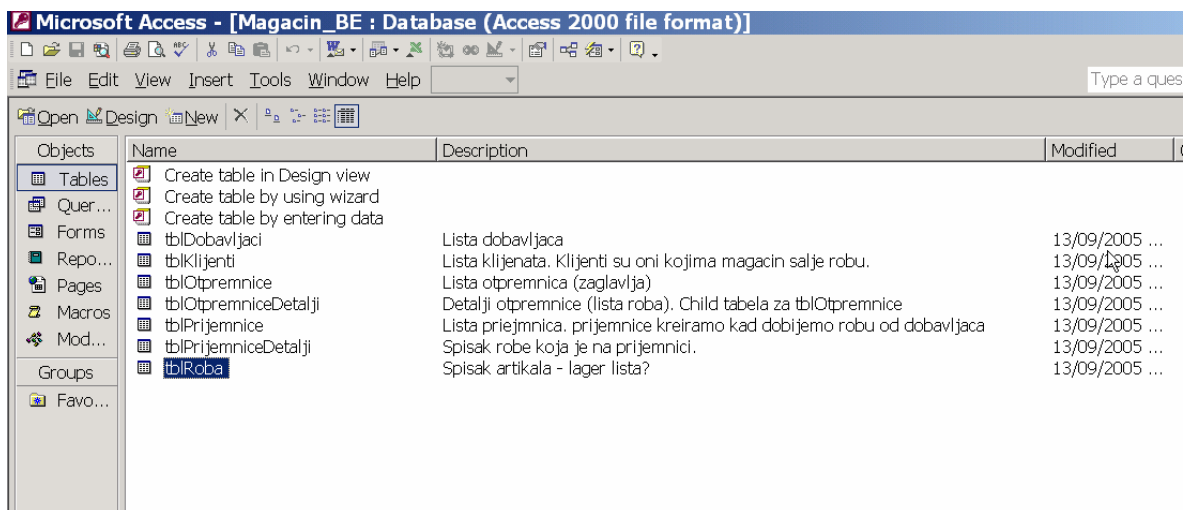 Microsoft Access - [Magacin_BE : Database (Access 2000 file format)]
File Edit View Insert Tools Window Help
Type a ques
Open Design New
Objects Name Description Modified
Tables Create table in Design view
Quer... Create table by using wizard
Create table by entering data
Forms tblDobavljaci Lista dobavljaca 13/09/2005 ...
Repo... tblKlijenti Lista klijenata. Klijenti su oni kojima magacin salje robu. 13/09/2005 ...
Pages tblOtpremnice Lista otpremnica (zaglavlja) 13/09/2005 ...
Macros tblOtpremniceDetalji Detalji otpremnice (lista roba). Child tabela za tblOtpremnice 13/09/2005 ...
tblPrijemnice Lista priejmnica. prijemnice kreiramo kad dobijemo robu od dobavljaca 13/09/2005 ...
Mod... tblPrijemniceDetalji Spisak robe koja je na prijemnici. 13/09/2005 ...
Groups tblRoba Spisak artikala - lager lista? 13/09/2005 ...
Favo...